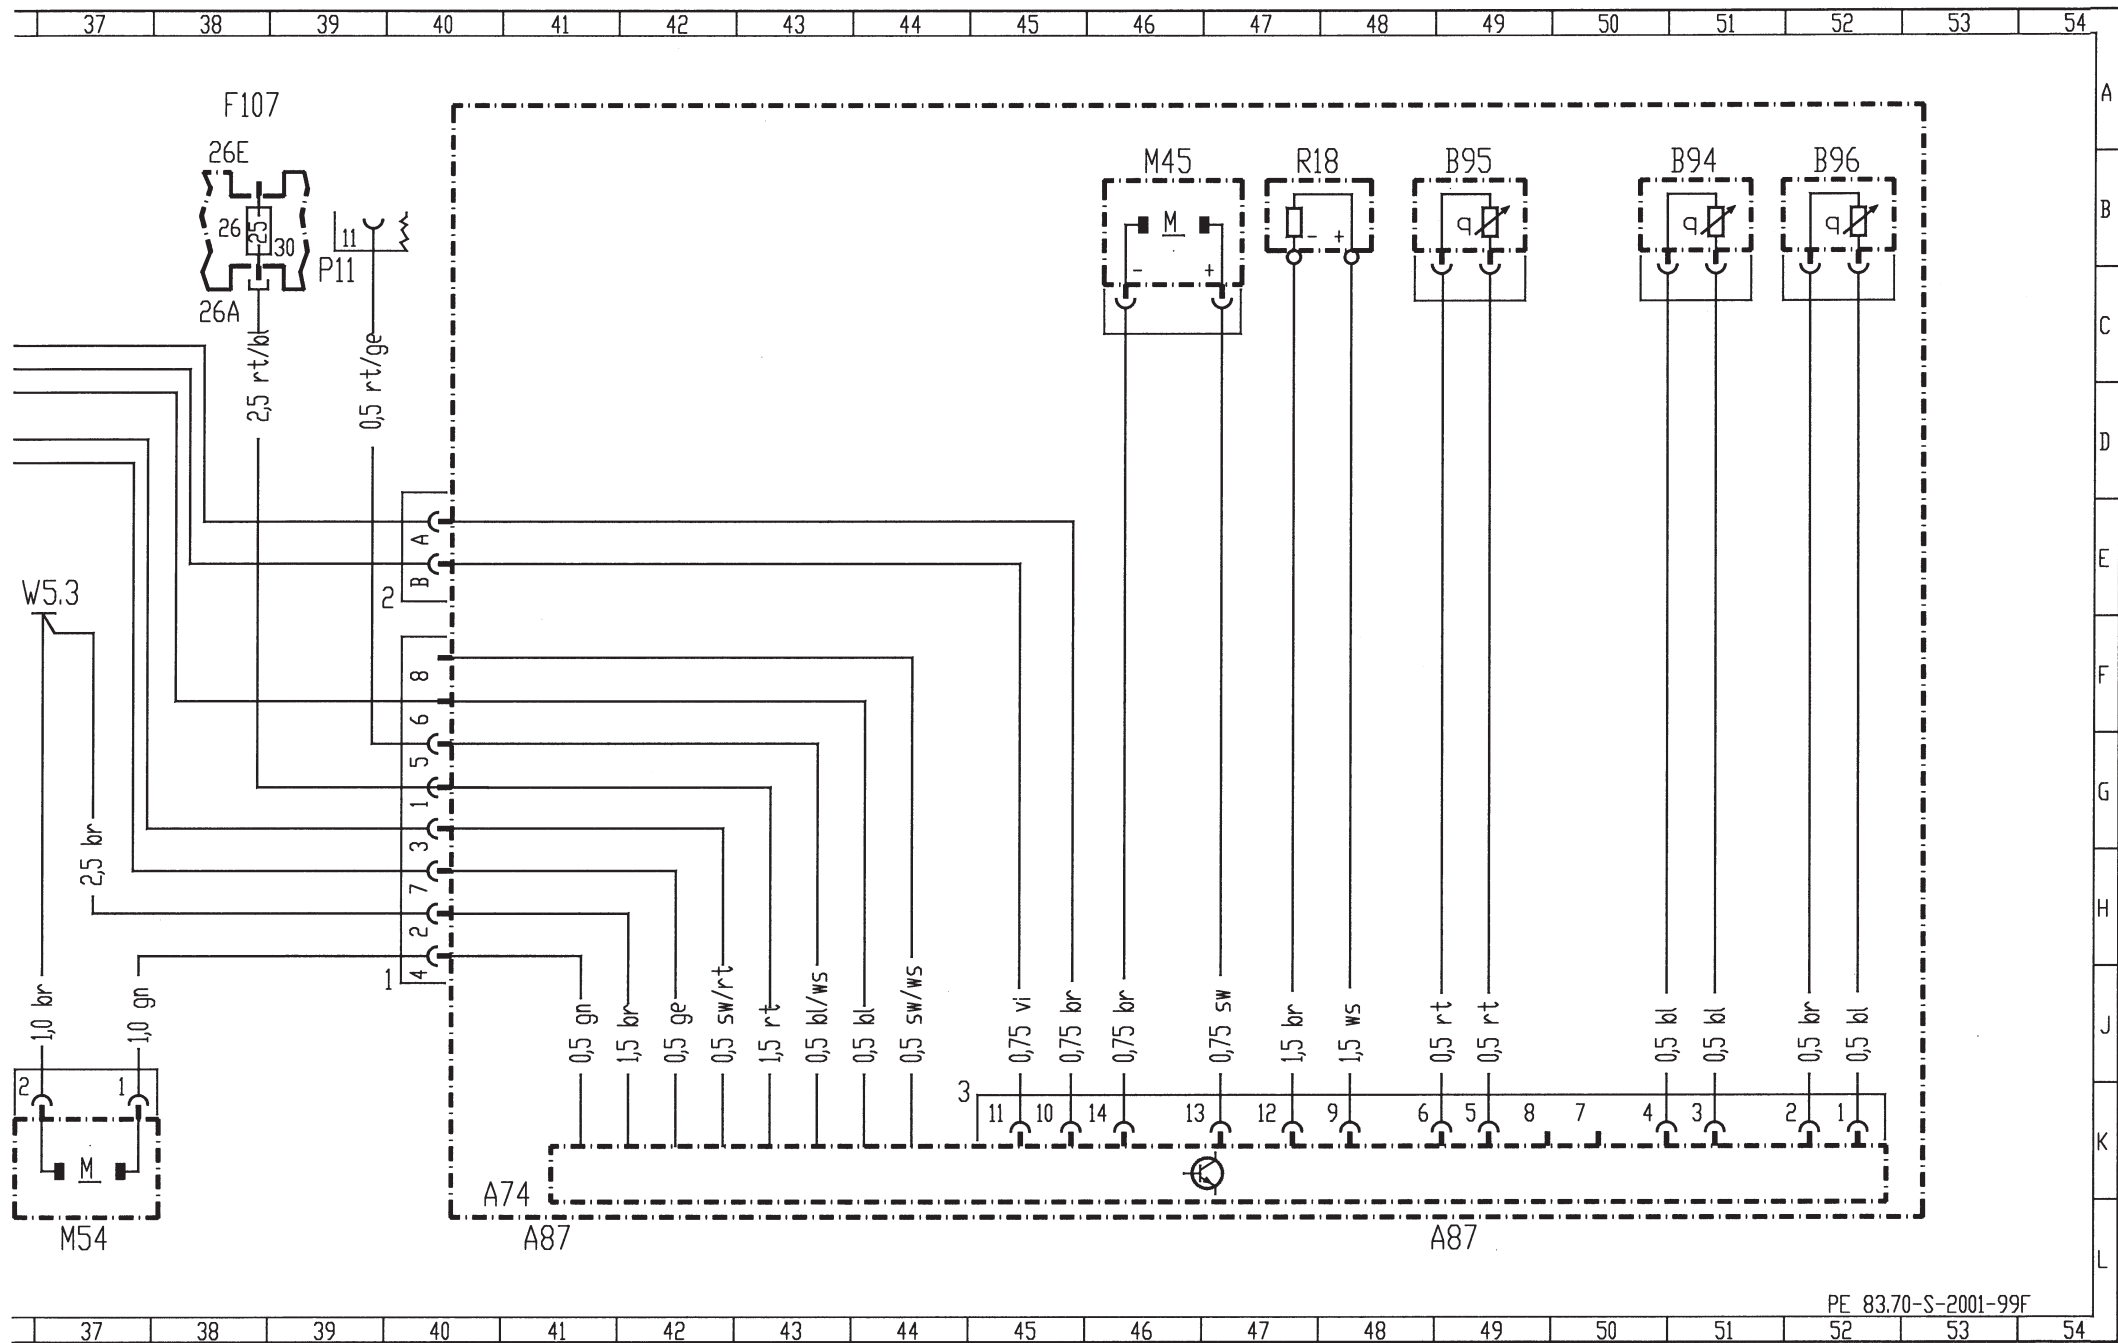 37 38 39 40 41 42 43 44 45 46 47 48 49 50 51 52 53 54
A
F107
26E
M45 R18 B95 B94 B96
B
26 25 30
11
M
- +
q q q
P11
- +
26A
C
2,5 rt/bl
0,5 rt/ge
D
A
B
2
E
W5.3
8
6
5
1
3
7
2
4
1
F
G
2,5 br
H
1,0 br
1,0 gn
0,5 gn
1,5 br
0,5 ge
0,5 sw/rt
1,5 rt
0,5 bl/ws
0,5 bl
0,5 sw/ws
0,75 vi
0,75 br
0,75 br
0,75 sw
1,5 br
1,5 ws
0,5 rt
0,5 rt
0,5 bl
0,5 bl
0,5 br
0,5 bl
J
2 1
3
11 10 14 13 12 9 6 5 8 7 4 3 2 1
K
M
A74
M54
A87 A87
L
PE 83.70-S-2001-99F
37 38 39 40 41 42 43 44 45 46 47 48 49 50 51 52 53 54